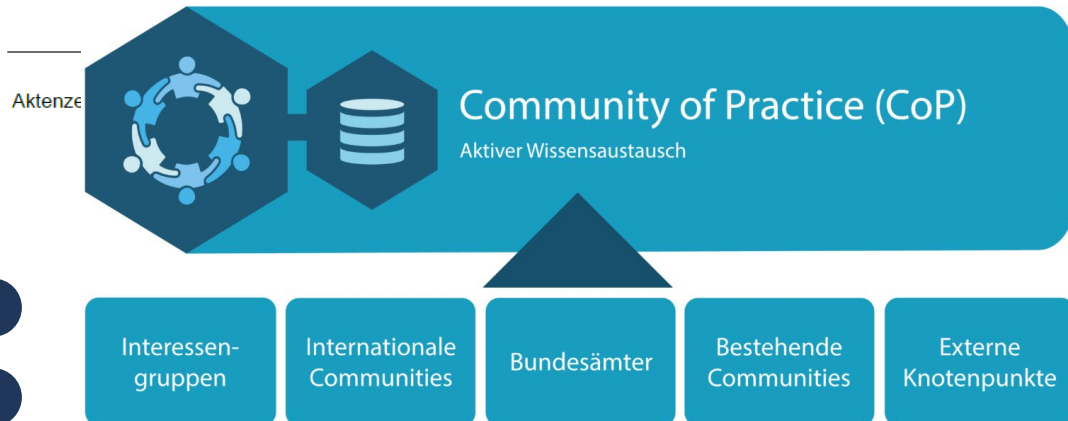 Aktenze
Community of Practice (CoP)
Aktiver Wissensaustausch
Interessen-
gruppen
Internationale
Communities
Bundesämter
Bestehende
Communities
Externe
Knotenpunkte